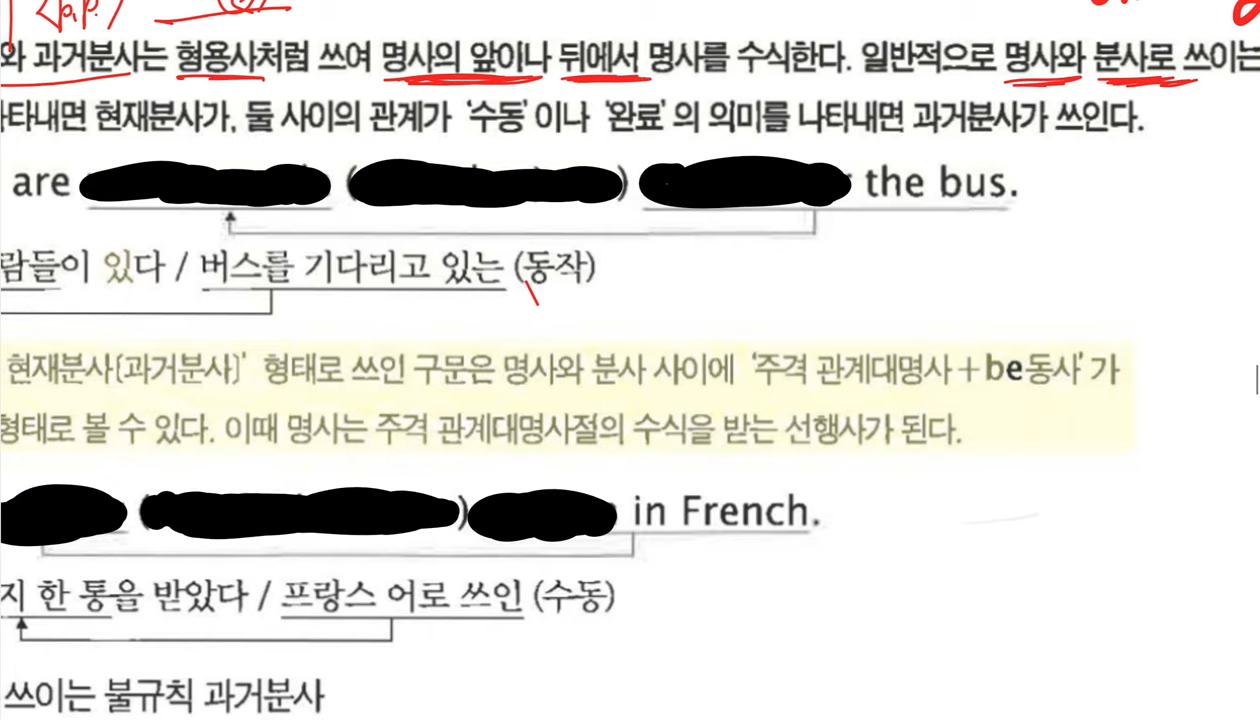 <p.p.>
와 과거분사는 형용사처럼 쓰여 명사의 앞이나 뒤에서 명사를 수식한다. 일반적으로 명사와 분사로 쓰이는
나타내면 현재분사가, 둘 사이의 관계가 ‘수동’이나 ‘완료’의 의미를 나타내면 과거분사가 쓰인다.
are ( ) the bus.
람들이 있다 / 버스를 기다리고 있는 (동작)
현재분사[과거분사]’ 형태로 쓰인 구문은 명사와 분사 사이에 ‘주격 관계대명사+be동사’가
형태로 볼 수 있다. 이때 명사는 주격 관계대명사절의 수식을 받는 선행사가 된다.
) in French.
지 한 통을 받았다 / 프랑스 어로 쓰인 (수동)
쓰이는 불규칙 과거분사